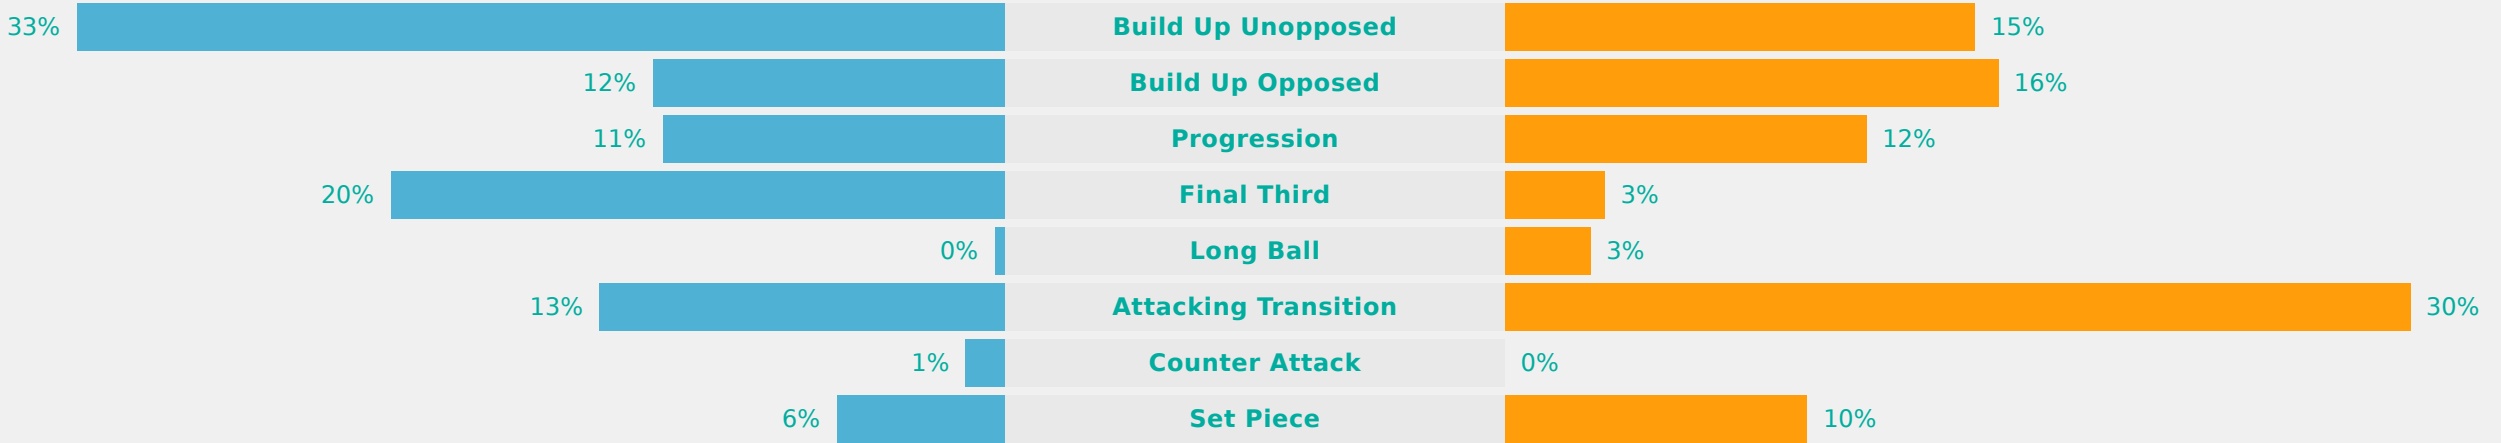 33% Build Up Unopposed 15%
12% Build Up Opposed 16%
11% Progression 12%
20% Final Third 3%
0% Long Ball 3%
13% Attacking Transition 30%
1% Counter Attack 0%
6% Set Piece 10%